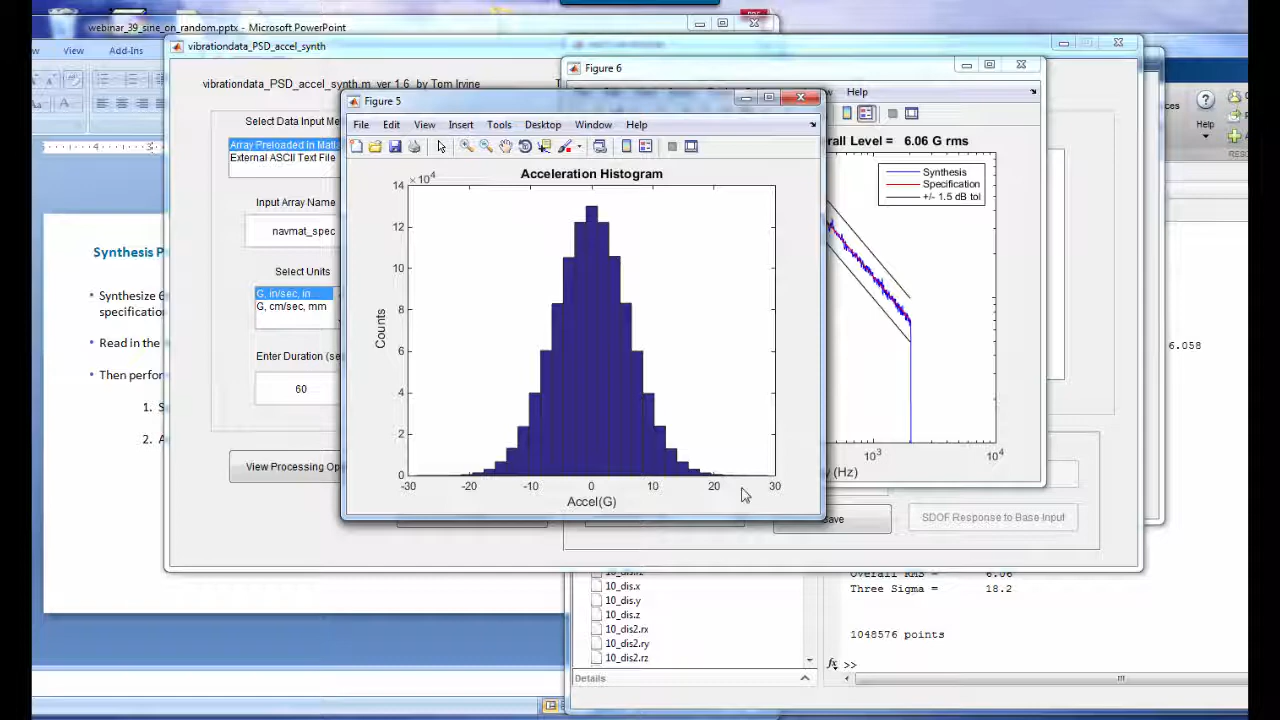 webinar_39_sine_on_random.pptx - Microsoft PowerPoint
View Add-Ins
vibrationdata_PSD_accel_synth
vibrationdata_PSD_accel_synth.m ver 1.6 by Tom Irvine
Select Data Input Me
Array Preloaded in Matl
External ASCII Text File
Input Array Name
navmat_spec
Select Units
G, in/sec, in
G, cm/sec, mm
Enter Duration (se
60
View Processing Op
Synthesis P
• Synthesize 6
specification
• Read in the
• Then perfor
1. S
2. A
Figure 6
Help
rall Level = 6.06 G rms
Synthesis
Specification
+/- 1.5 dB tol
10³
10⁴
y (Hz)
Figure 5
File Edit View Insert Tools Desktop Window Help
Acceleration Histogram
×10⁴
14
12
10
8
6
4
2
0
Counts
-30 -20 -10 0 10 20 30
Accel(G)
ave
SDOF Response to Base Input
Help
6.058
10_dis.x
10_dis.y
10_dis.z
10_dis2.rx
10_dis2.ry
10_dis2.rz
Details
Overall RMS = 6.06
Three Sigma = 18.2
1048576 points
fx >>